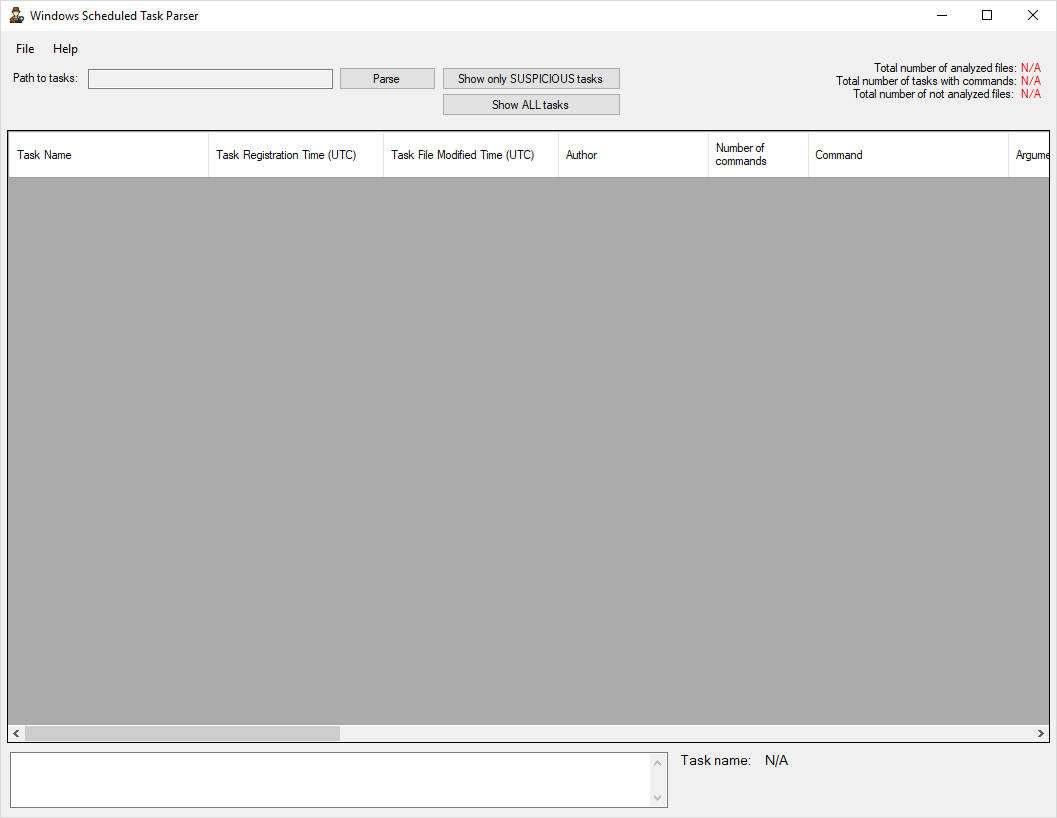 Windows Scheduled Task Parser
File Help
Path to tasks: Parse Show only SUSPICIOUS tasks
Show ALL tasks
Total number of analyzed files: N/A
Total number of tasks with commands: N/A
Total number of not analyzed files: N/A
Task Name Task Registration Time (UTC) Task File Modified Time (UTC) Author Number of commands Command Argume
Task name: N/A